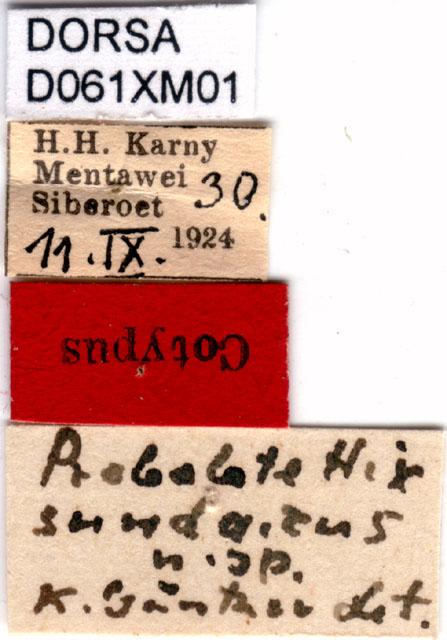 DORSA
D061XM01
H.H. Karny
Mentawei 30.
Siberoet
11.IX. 1924
Cotypus
sundaicus
n. sp.
K. Günther det.